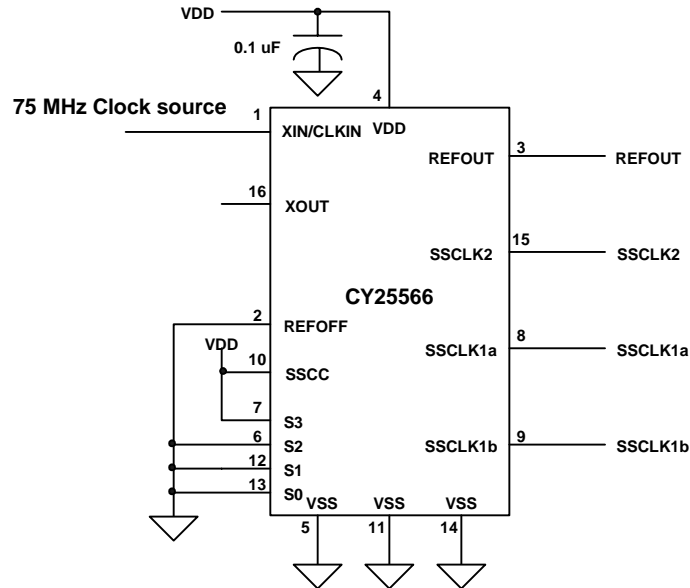 VDD
0.1 uF
4
75 MHz Clock source
1
VDD
XIN/CLKIN
3
REFOUT
REFOUT
16
XOUT
15
SSCLK2
SSCLK2
CY25566
2
REFOFF
VDD
8
SSCLK1a
SSCLK1a
10
SSCC
7
S3
6
S2
9
SSCLK1b
SSCLK1b
12
S1
13
S0
VSS
VSS
VSS
5
11
14